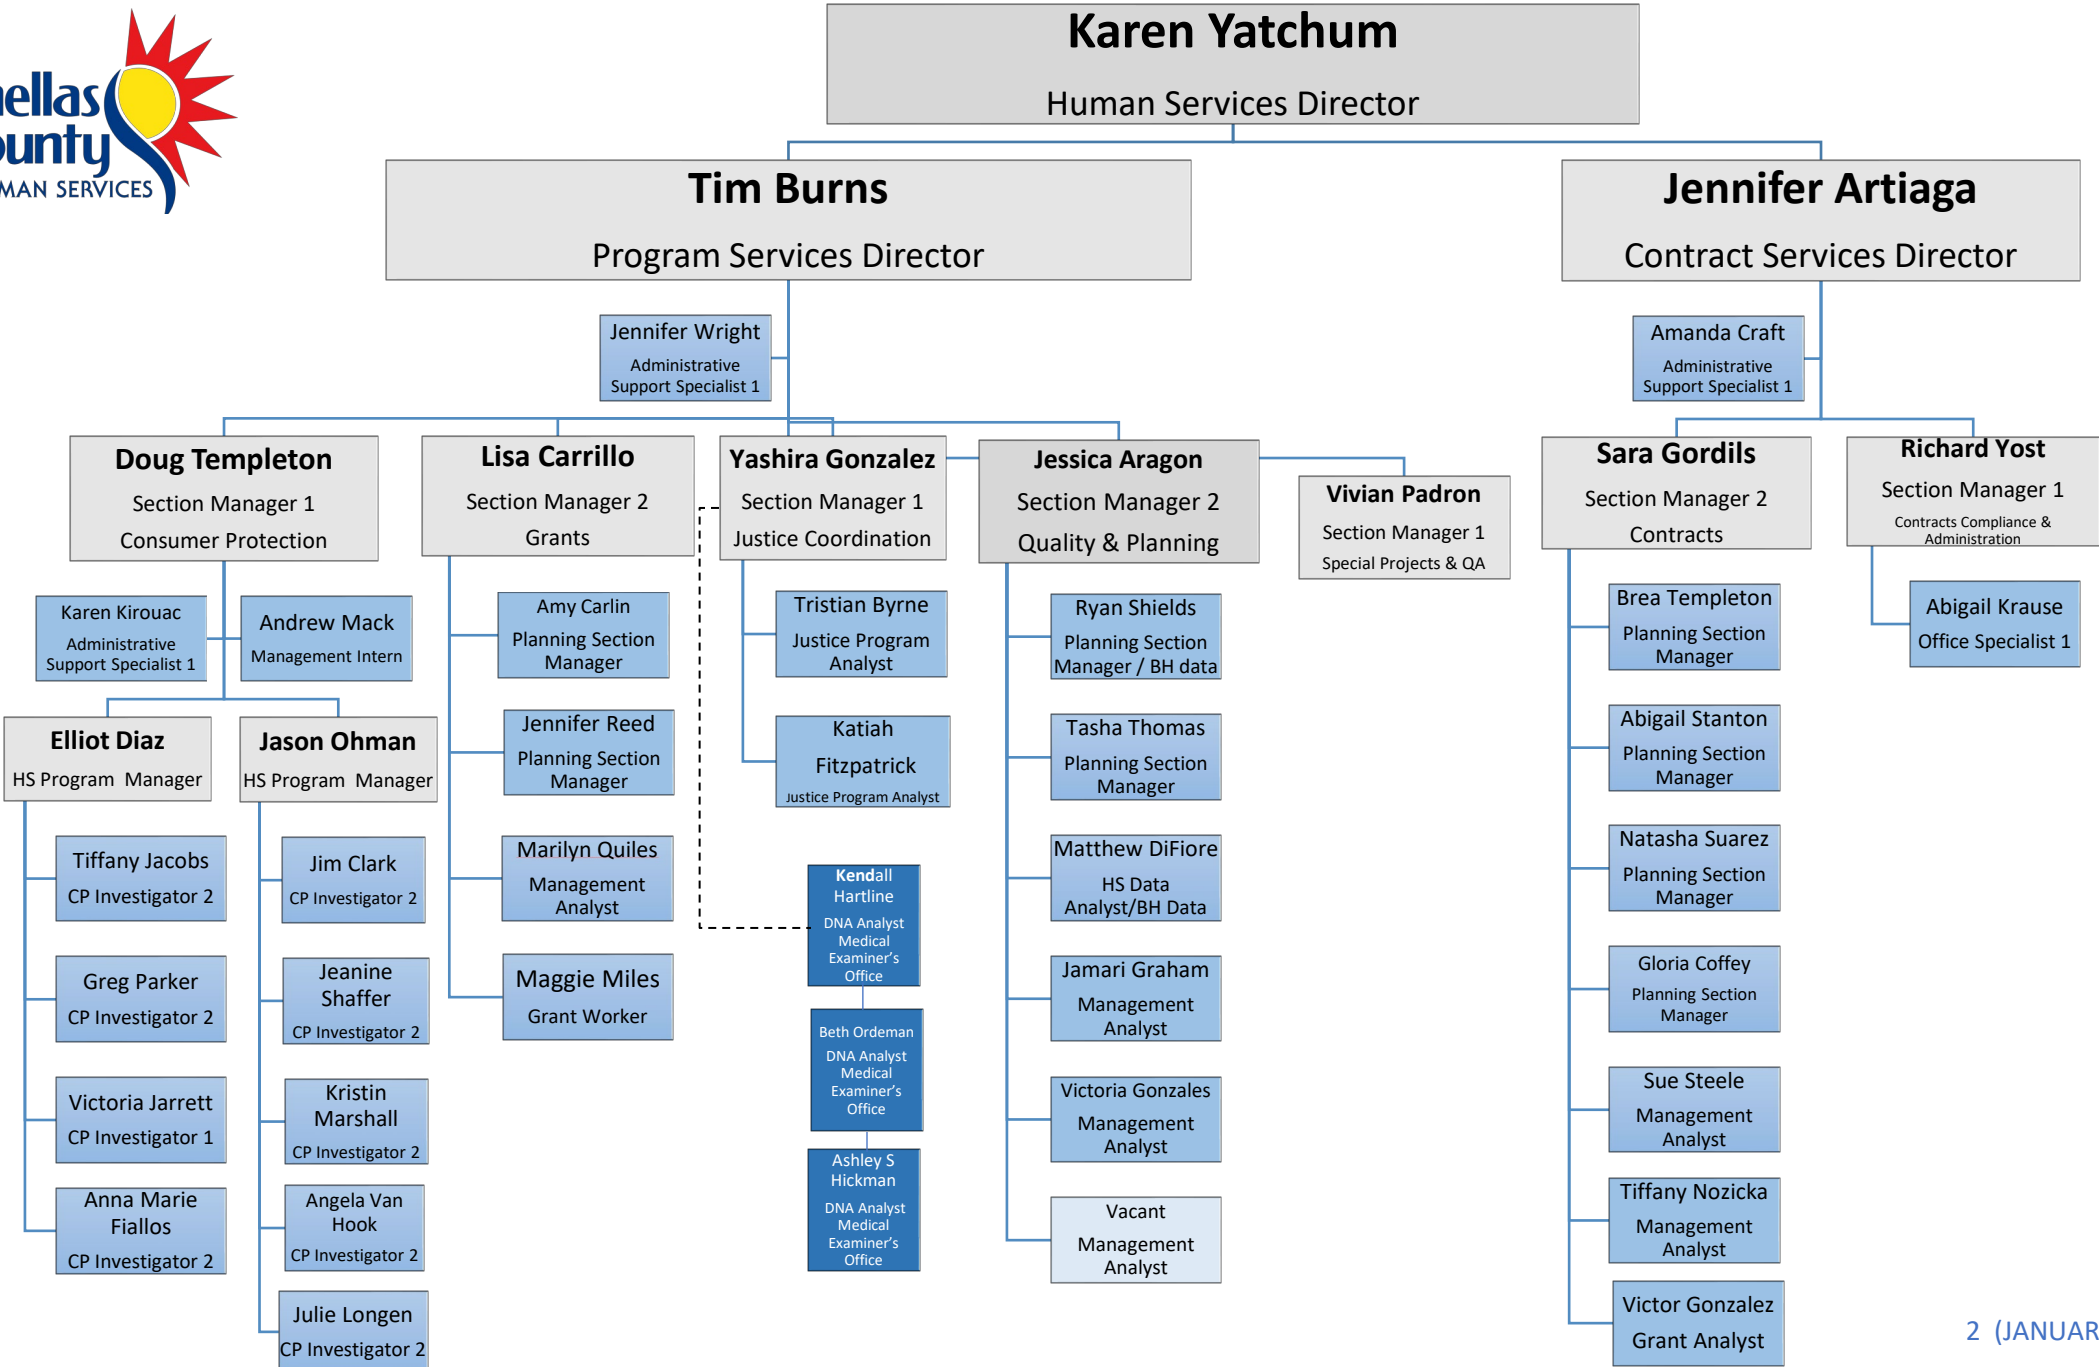 nellas
ounty
MAN SERVICES
Karen Yatchum
Human Services Director
Tim Burns
Program Services Director
Jennifer Artiaga
Contract Services Director
Jennifer Wright
Administrative
Support Specialist 1
Amanda Craft
Administrative
Support Specialist 1
Doug Templeton
Section Manager 1
Consumer Protection
Lisa Carrillo
Section Manager 2
Grants
Yashira Gonzalez
Section Manager 1
Justice Coordination
Jessica Aragon
Section Manager 2
Quality & Planning
Vivian Padron
Section Manager 1
Special Projects & QA
Sara Gordils
Section Manager 2
Contracts
Richard Yost
Section Manager 1
Contracts Compliance &
Administration
Karen Kirouac
Administrative
Support Specialist 1
Andrew Mack
Management Intern
Elliot Diaz
HS Program Manager
Jason Ohman
HS Program Manager
Tiffany Jacobs
CP Investigator 2
Greg Parker
CP Investigator 2
Victoria Jarrett
CP Investigator 1
Anna Marie
Fiallos
CP Investigator 2
Jim Clark
CP Investigator 2
Jeanine
Shaffer
CP Investigator 2
Kristin
Marshall
CP Investigator 2
Angela Van
Hook
CP Investigator 2
Julie Longen
CP Investigator 2
Amy Carlin
Planning Section
Manager
Jennifer Reed
Planning Section
Manager
Marilyn Quiles
Management
Analyst
Maggie Miles
Grant Worker
Tristian Byrne
Justice Program
Analyst
Katiah
Fitzpatrick
Justice Program Analyst
Kendall
Hartline
DNA Analyst
Medical
Examiner's
Office
Beth Ordeman
DNA Analyst
Medical
Examiner's
Office
Ashley S
Hickman
DNA Analyst
Medical
Examiner's
Office
Ryan Shields
Planning Section
Manager / BH data
Tasha Thomas
Planning Section
Manager
Matthew DiFiore
HS Data
Analyst/BH Data
Jamari Graham
Management
Analyst
Victoria Gonzales
Management
Analyst
Vacant
Management
Analyst
Brea Templeton
Planning Section
Manager
Abigail Stanton
Planning Section
Manager
Natasha Suarez
Planning Section
Manager
Gloria Coffey
Planning Section
Manager
Sue Steele
Management
Analyst
Tiffany Nozicka
Management
Analyst
Victor Gonzalez
Grant Analyst
Abigail Krause
Office Specialist 1
2 (JANUAR